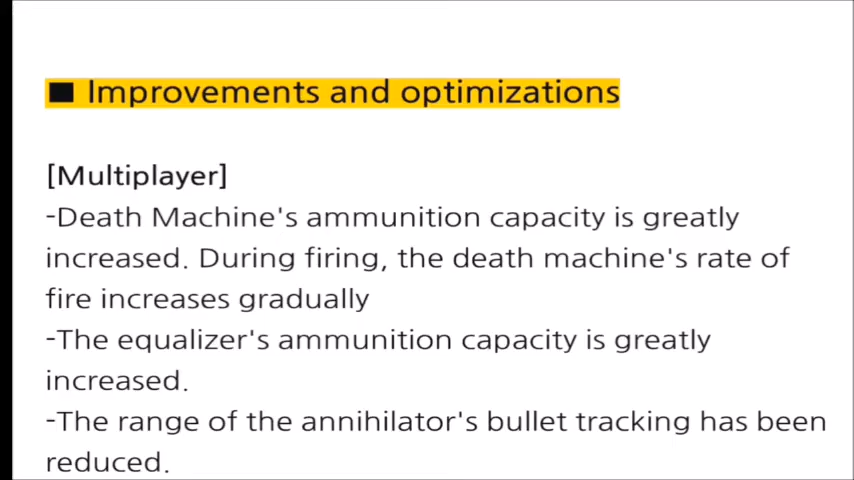 ■ Improvements and optimizations
[Multiplayer]
-Death Machine's ammunition capacity is greatly
increased. During firing, the death machine's rate of
fire increases gradually
-The equalizer's ammunition capacity is greatly
increased.
-The range of the annihilator's bullet tracking has been
reduced.